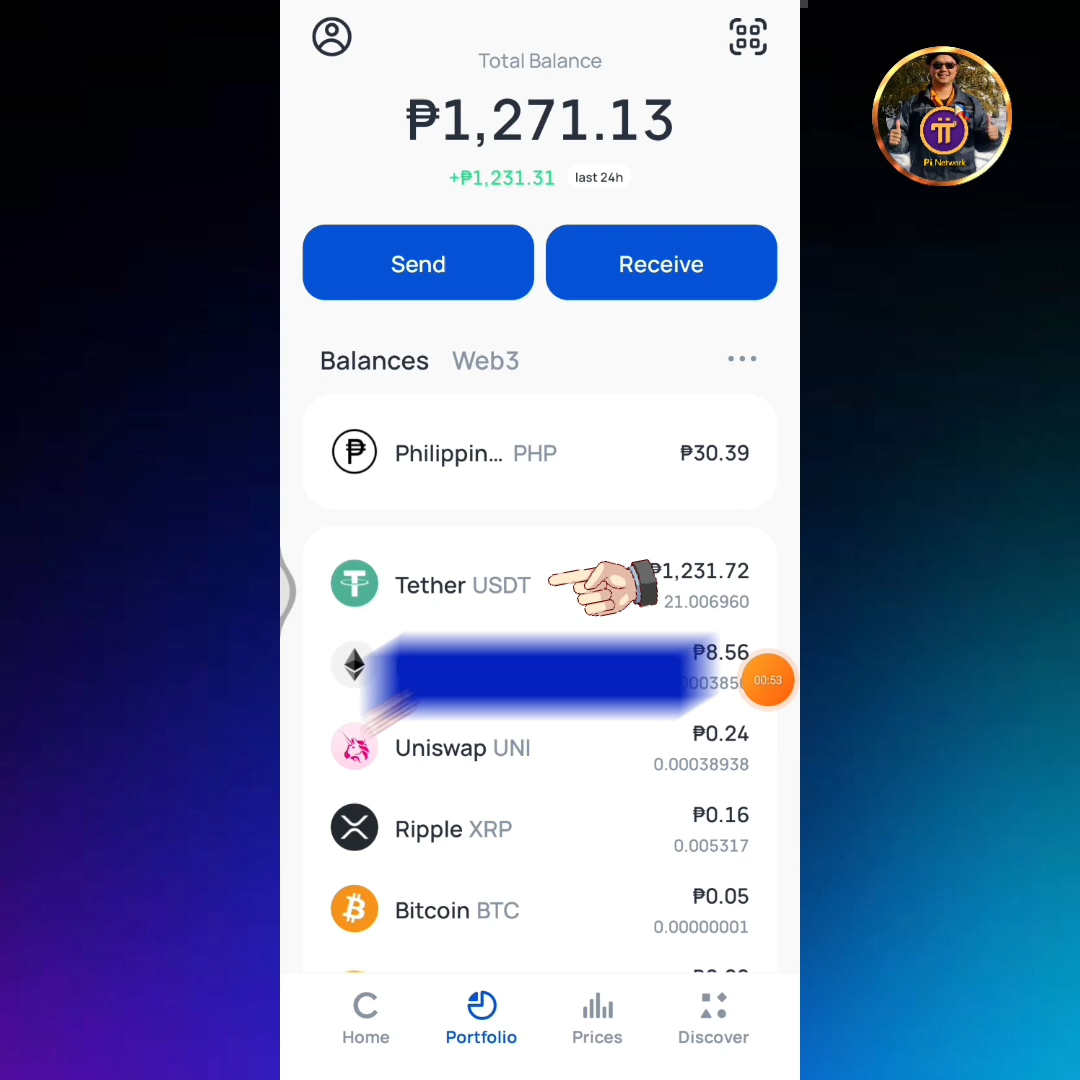 Total Balance
₱1,271.13
+₱1,231.31 last 24h
Send Receive
Balances Web3
Philippin... PHP ₱30.39
Tether USDT ₱1,231.72
21.006960
₱8.56
Uniswap UNI ₱0.24
0.00038938
Ripple XRP ₱0.16
0.005317
Bitcoin BTC ₱0.05
0.00000001
Home Portfolio Prices Discover
00:53
Pi Network